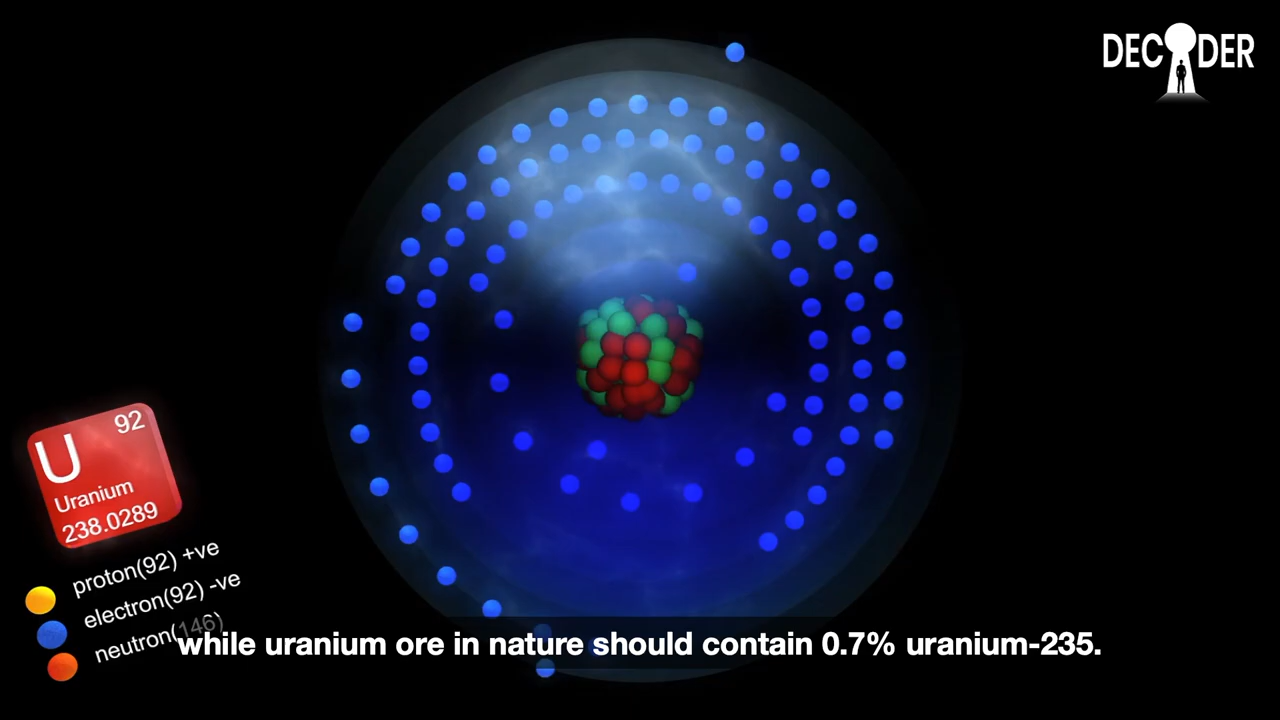 DECODER
U
92
Uranium
238.0289
proton(92) +ve
electron(92) -ve
neutron(146)
while uranium ore in nature should contain 0.7% uranium-235.